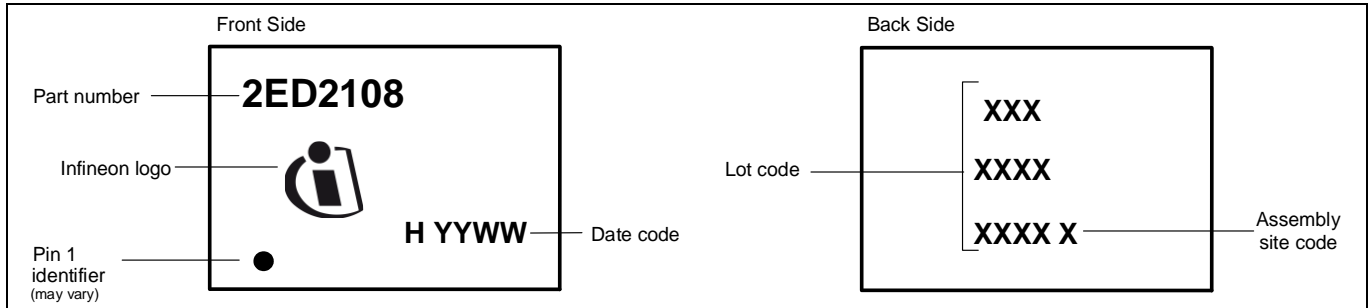 Front Side
Part number
2ED2108
Infineon logo
H YYWW
Date code
Pin 1
identifier
(may vary)
Back Side
XXX
Lot code
XXXX
XXXX X
Assembly
site code